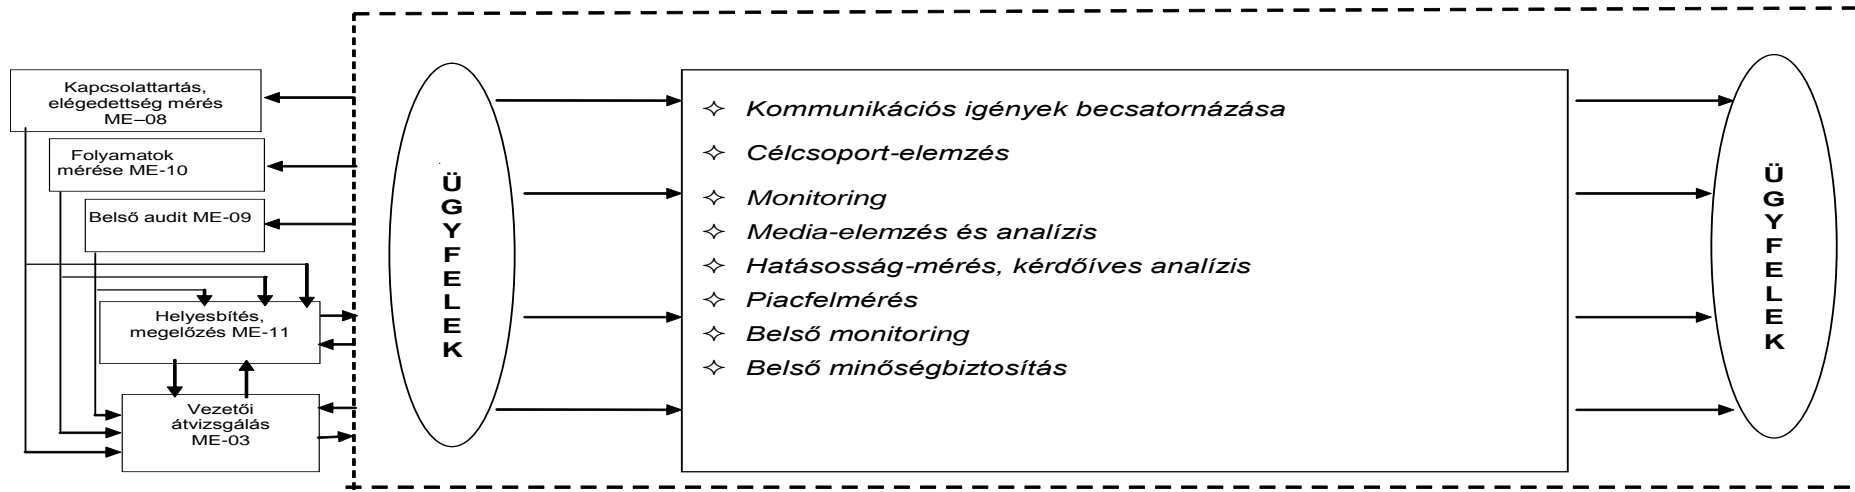 Kapcsolattartás,
elégedettség mérés
ME–08
Folyamatok
mérése ME-10
Belső audit ME-09
Helyesbítés,
megelőzés ME-11
Vezetői
átvizsgálás
ME-03
ÜGYFELEK
Kommunikációs igények becsatornázása
Célcsoport-elemzés
Monitoring
Media-elemzés és analízis
Hatásosság-mérés, kérdőíves analízis
Piacfelmérés
Belső monitoring
Belső minőségbiztosítás
ÜGYFELEK